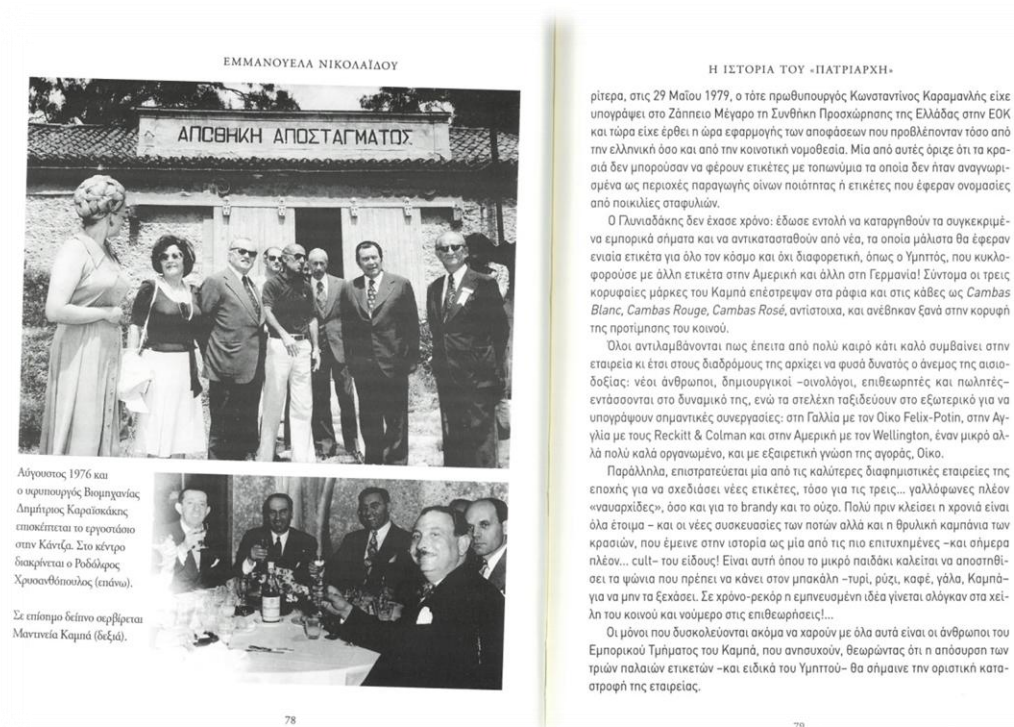 ΕΜΜΑΝΟΥΕΛΑ ΝΙΚΟΛΑΪΔΟΥ
ΑΠΟΘΗΚΗ ΑΠΟΣΤΑΓΜΑΤΟΣ
Αύγουστος 1976 και
ο υφυπουργός Βιομηχανίας
Δημήτριος Καραϊσκάκης
επισκέπτεται το εργοστάσιο
στην Κάντζα. Στο κέντρο
διακρίνεται ο Ροδόλφος
Χρυσανθόπουλος (επάνω).
Σε επίσημο δείπνο σερβίρεται
Μαντινεία Καμπά (δεξιά).
78
Η ΙΣΤΟΡΙΑ ΤΟΥ «ΠΑΤΡΙΑΡΧΗ»
ρίτερα, στις 29 Μαΐου 1979, ο τότε πρωθυπουργός Κωνσταντίνος Καραμανλής είχε
υπογράψει στο Ζάππειο Μέγαρο τη Συνθήκη Προσχώρησης της Ελλάδας στην ΕΟΚ
και τώρα είχε έρθει η ώρα εφαρμογής των αποφάσεων που προβλέπονταν τόσο από
την ελληνική όσο και από την κοινοτική νομοθεσία. Μία από αυτές όριζε ότι τα κρα-
σιά δεν μπορούσαν να φέρουν ετικέτες με τοπωνύμια τα οποία δεν ήταν αναγνωρι-
σμένα ως περιοχές παραγωγής οίνων ποιότητας ή ετικέτες που έφεραν ονομασίες
από ποικιλίες σταφυλιών.
Ο Γλυνιαδάκης δεν έχασε χρόνο: έδωσε εντολή να καταργηθούν τα συγκεκριμέ-
να εμπορικά σήματα και να αντικατασταθούν από νέα, τα οποία μάλιστα θα έφεραν
ενιαία ετικέτα για όλο τον κόσμο και όχι διαφορετική, όπως ο Υμηττός, που κυκλο-
φορούσε με άλλη ετικέτα στην Αμερική και άλλη στη Γερμανία! Σύντομα οι τρεις
κορυφαίες μάρκες του Καμπά επέστρεψαν στα ράφια και στις κάβες ως Cambas
Blanc, Cambas Rouge, Cambas Rosé, αντίστοιχα, και ανέβηκαν ξανά στην κορυφή
της προτίμησης του κοινού.
Όλοι αντιλαμβάνονται πως έπειτα από πολύ καιρό κάτι καλό συμβαίνει στην
εταιρεία κι έτσι στους διαδρόμους της αρχίζει να φυσά δυνατός ο άνεμος της αισιο-
δοξίας: νέοι άνθρωποι, δημιουργικοί –οινολόγοι, επιθεωρητές και πωλητές–
εντάσσονται στο δυναμικό της, ενώ τα στελέχη ταξιδεύουν στο εξωτερικό για να
υπογράψουν σημαντικές συνεργασίες: στη Γαλλία με τον Οίκο Felix-Potin, στην Αγ-
γλία με τους Reckitt & Colman και στην Αμερική με τον Wellington, έναν μικρό αλ-
λά πολύ καλά οργανωμένο, και με εξαιρετική γνώση της αγοράς, Οίκο.
Παράλληλα, επιστρατεύεται μία από τις καλύτερες διαφημιστικές εταιρείες της
εποχής για να σχεδιάσει νέες ετικέτες, τόσο για τις τρεις... γαλλόφωνες πλέον
«ναυαρχίδες», όσο και για το brandy και το ούζο. Πολύ πριν κλείσει η χρονιά είναι
όλα έτοιμα – και οι νέες συσκευασίες των ποτών αλλά και η θρυλική καμπάνια των
κρασιών, που έμεινε στην ιστορία ως μία από τις πιο επιτυχημένες –και σήμερα
πλέον... cult– του είδους! Είναι αυτή όπου το μικρό παιδάκι καλείται να αποστηθί-
σει τα ψώνια που πρέπει να κάνει στον μπακάλη –τυρί, ρύζι, καφέ, γάλα, Καμπά–
για να μην τα ξεχάσει. Σε χρόνο-ρεκόρ η εμπνευσμένη ιδέα γίνεται σλόγκαν στα χεί-
λη του κοινού και νούμερο στις επιθεωρήσεις!...
Οι μόνοι που δυσκολεύονται ακόμα να χαρούν με όλα αυτά είναι οι άνθρωποι του
Εμπορικού Τμήματος του Καμπά, που ανησυχούν, θεωρώντας ότι η απόσυρση των
τριών παλαιών ετικετών –και ειδικά του Υμηττού– θα σήμαινε την οριστική κατα-
στροφή της εταιρείας.
79